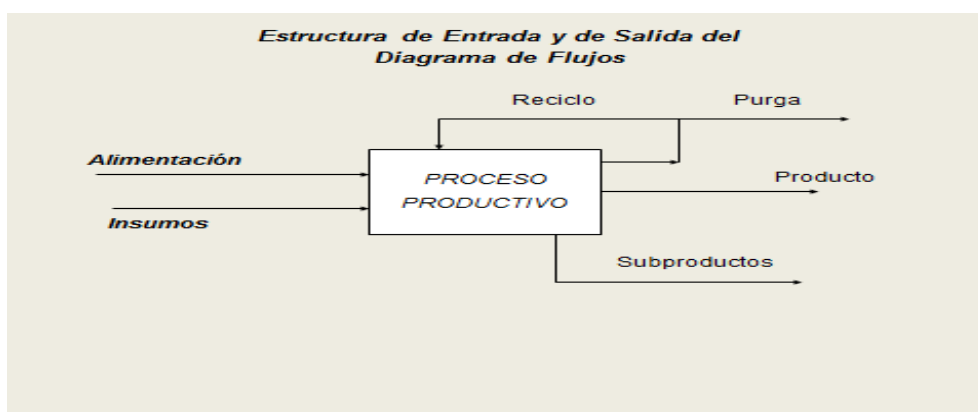 Estructura de Entrada y de Salida del
Diagrama de Flujos
Reciclo
Purga
Alimentación
PROCESO
PRODUCTIVO
Producto
Insumos
Subproductos